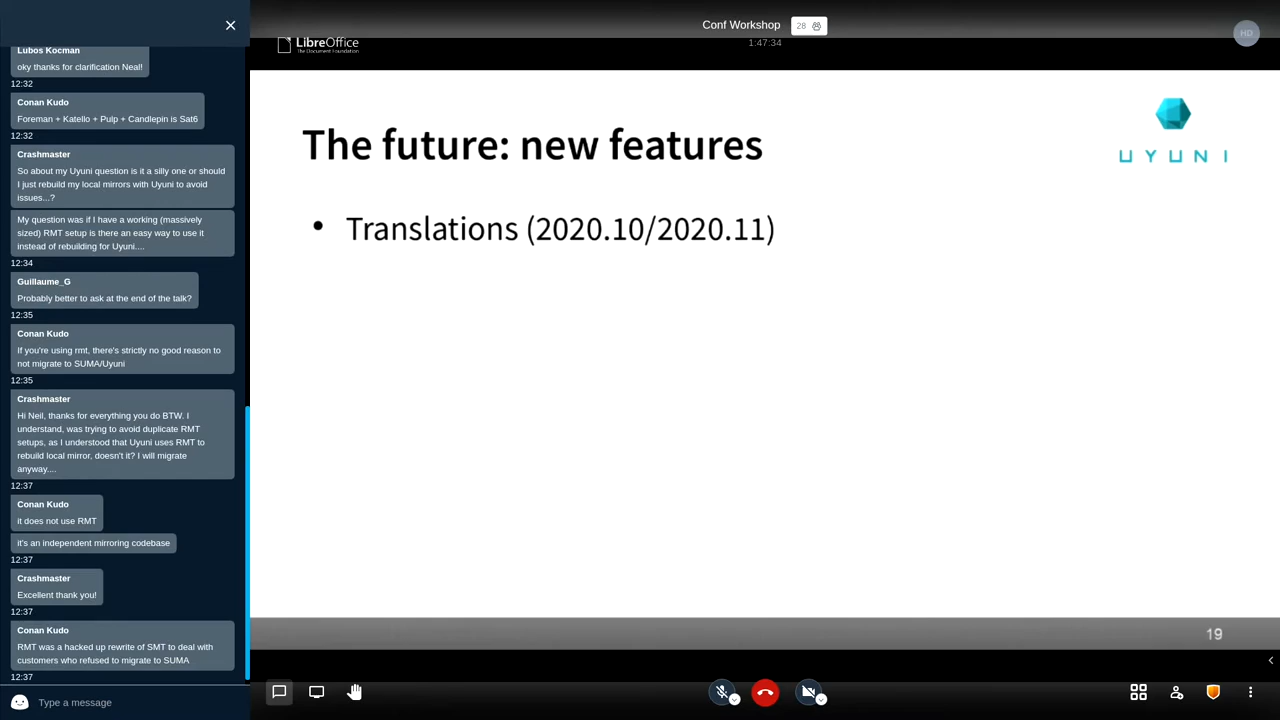 Lubos Kocman
oky thanks for clarification Neal!
12:32
Conan Kudo
Foreman + Katello + Pulp + Candlepin is Sat6
12:32
Crashmaster
So about my Uyuni question is it a silly one or should
I just rebuild my local mirrors with Uyuni to avoid
issues...?
My question was if I have a working (massively
sized) RMT setup is there an easy way to use it
instead of rebuilding for Uyuni....
12:34
Guillaume_G
Probably better to ask at the end of the talk?
12:35
Conan Kudo
If you're using rmt, there's strictly no good reason to
not migrate to SUMA/Uyuni
12:35
Crashmaster
Hi Neil, thanks for everything you do BTW. I
understand, was trying to avoid duplicate RMT
setups, as I understood that Uyuni uses RMT to
rebuild local mirror, doesn't it? I will migrate
anyway....
12:37
Conan Kudo
it does not use RMT
it's an independent mirroring codebase
12:37
Crashmaster
Excellent thank you!
12:37
Conan Kudo
RMT was a hacked up rewrite of SMT to deal with
customers who refused to migrate to SUMA
12:37
Type a message
Conf Workshop
28
1:47:34
HD
LibreOffice
The Document Foundation
The future: new features
UYUNI
• Translations (2020.10/2020.11)
19